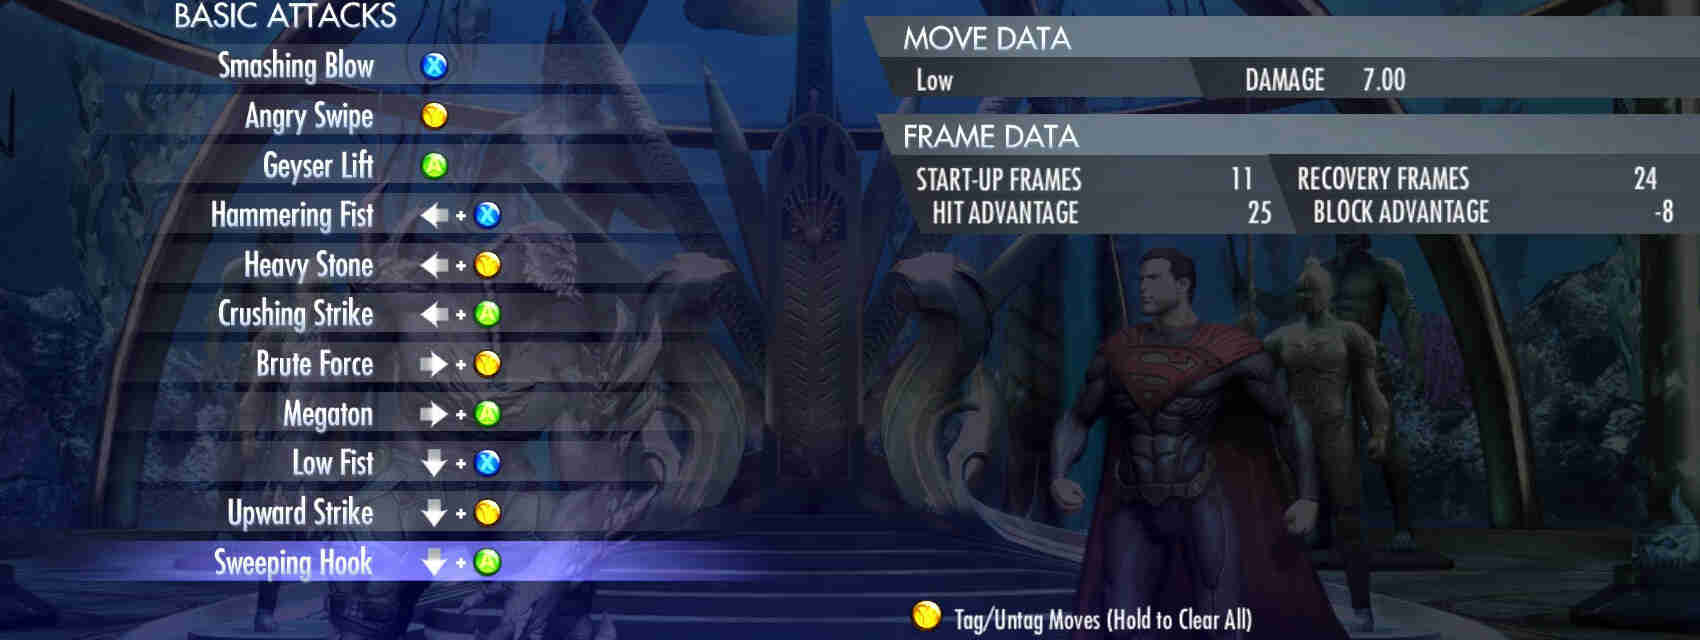 BASIC ATTACKS
Smashing Blow X
Angry Swipe Y
Geyser Lift A
Hammering Fist + X
Heavy Stone + Y
Crushing Strike + A
Brute Force + Y
Megaton + A
Low Fist + X
Upward Strike + Y
Sweeping Hook + A
MOVE DATA
Low DAMAGE 7.00
FRAME DATA
START-UP FRAMES 11 RECOVERY FRAMES 24
HIT ADVANTAGE 25 BLOCK ADVANTAGE -8
Y Tag/Untag Moves (Hold to Clear All)